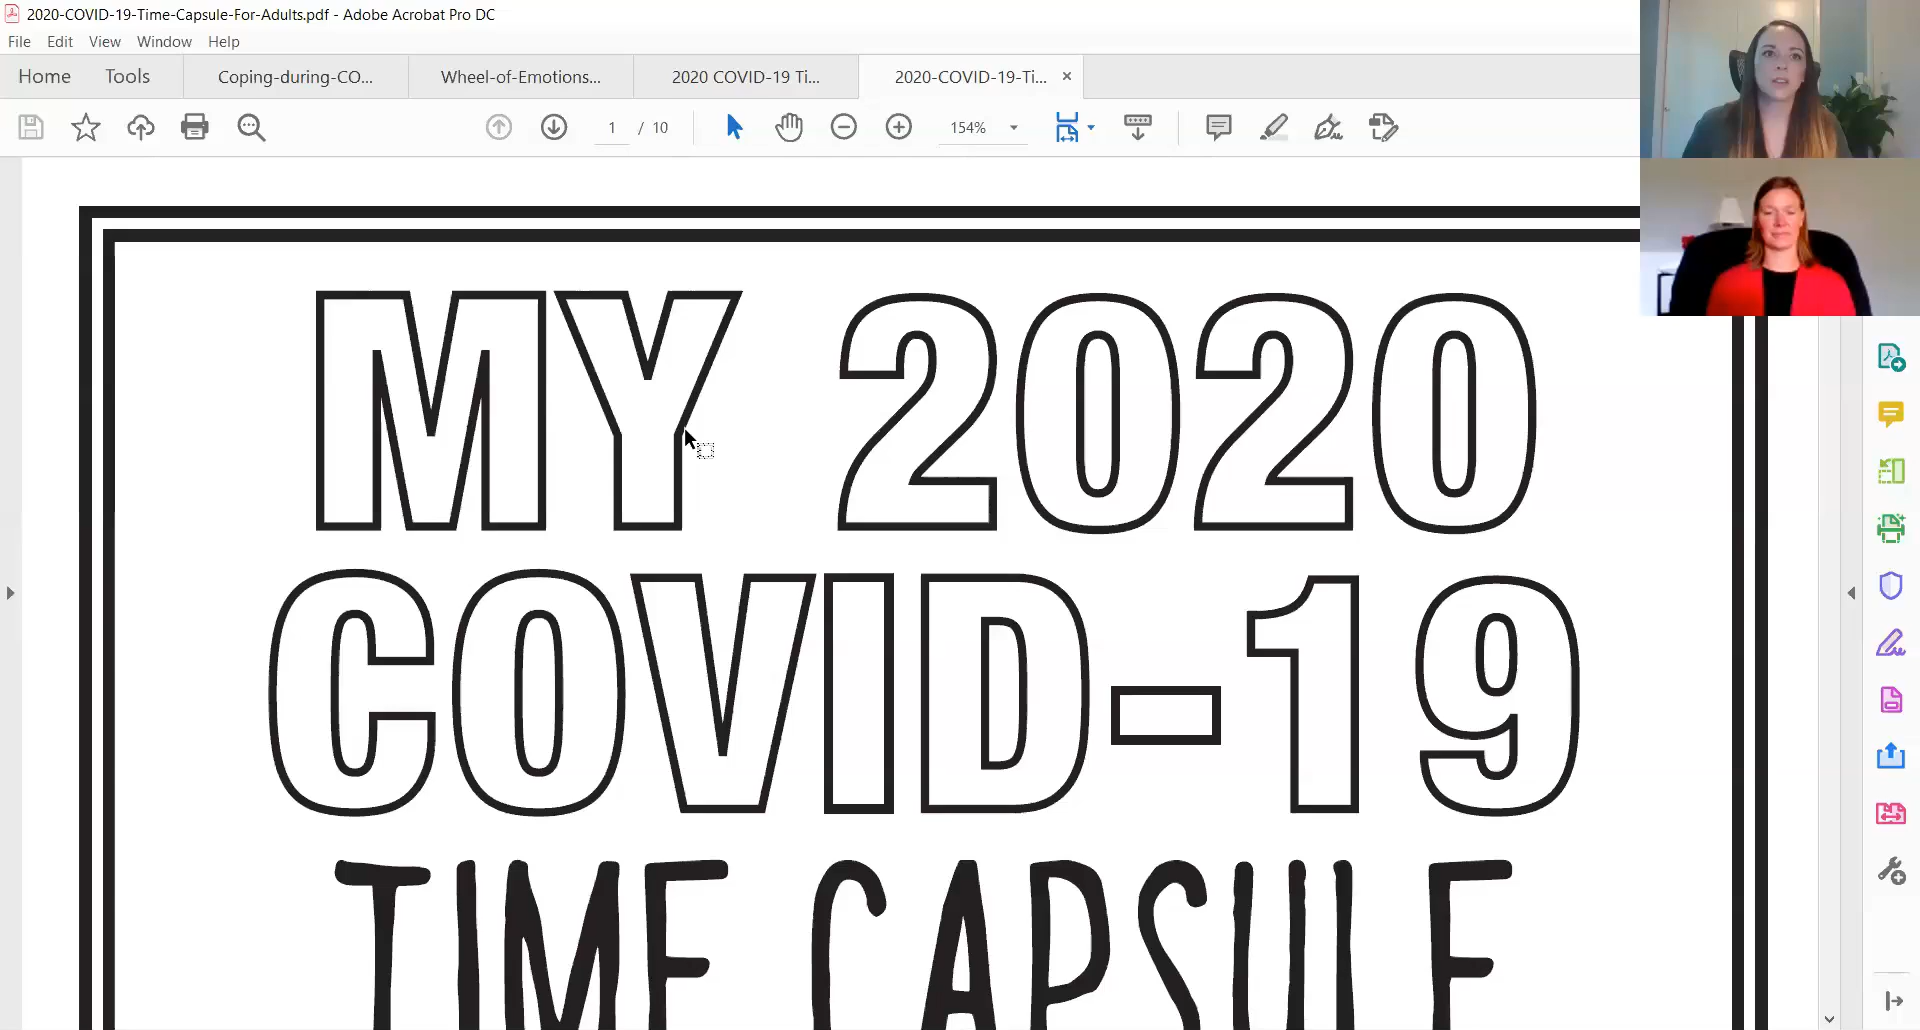 2020-COVID-19-Time-Capsule-For-Adults.pdf - Adobe Acrobat Pro DC
File Edit View Window Help
Home Tools Coping-during-CO... Wheel-of-Emotions... 2020 COVID-19 Ti... 2020-COVID-19-Ti... ×
1 / 10 154%
MY 2020
COVID-19
TIME CAPSULE